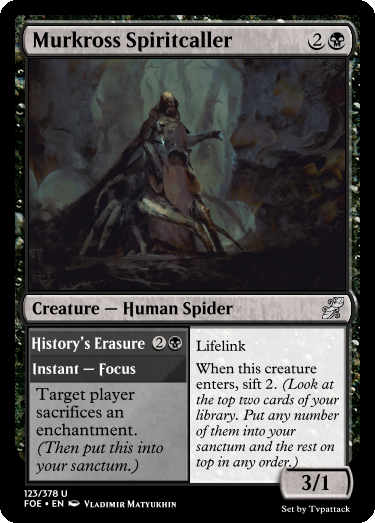 Murkross Spiritcaller 2
Creature — Human Spider
History's Erasure 2
Instant — Focus
Target player
sacrifices an
enchantment.
(Then put this into
your sanctum.)
Lifelink
When this creature
enters, sift 2. (Look at
the top two cards of your
library. Put any number
of them into your
sanctum and the rest on
top in any order.)
3/1
123/378 U
FOE • EN Vladimir Matyukhin
Set by Tvpattack